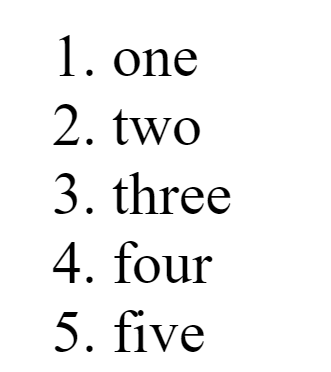 1. one
2. two
3. three
4. four
5. five